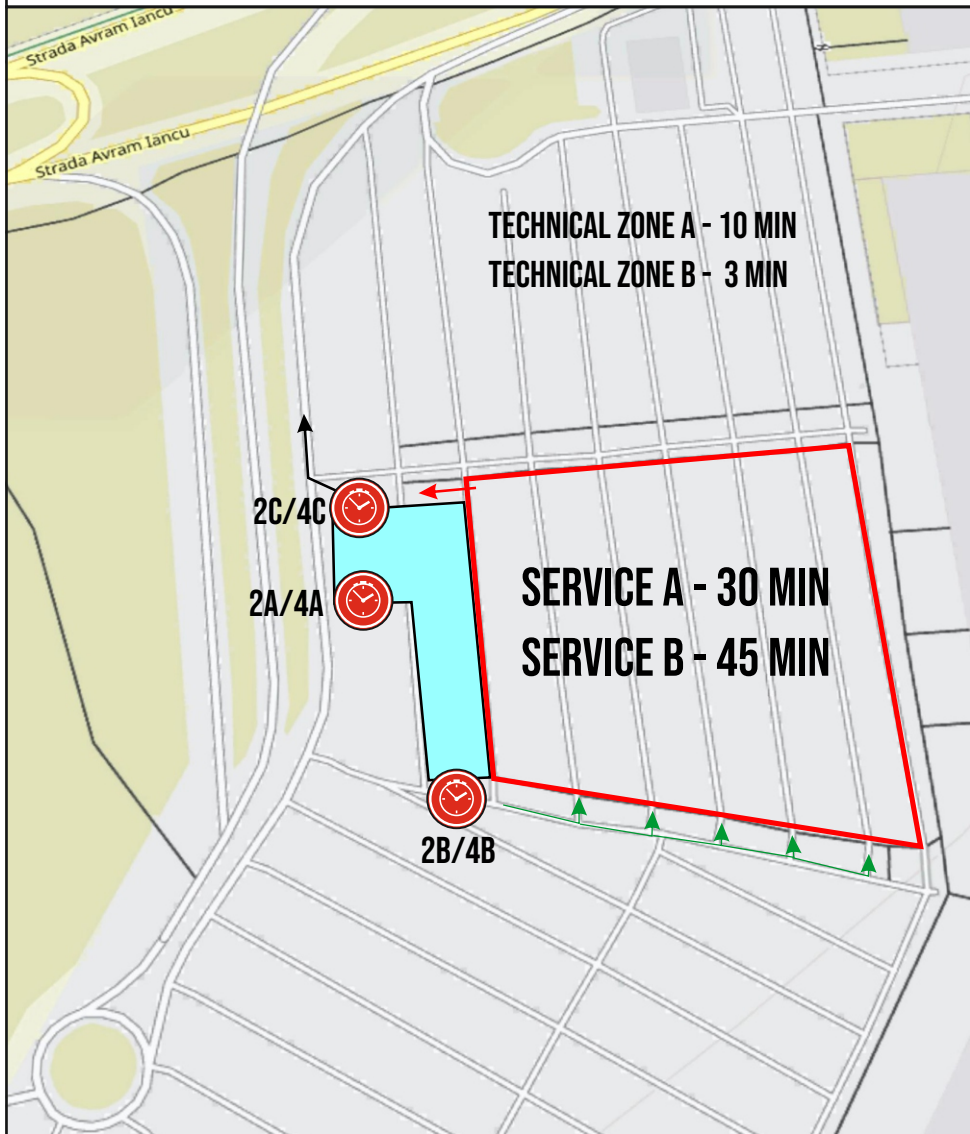 Strada Avram Iancu
Strada Avram Iancu
TECHNICAL ZONE A - 10 MIN
TECHNICAL ZONE B - 3 MIN
2C/4C
2A/4A
SERVICE A - 30 MIN
SERVICE B - 45 MIN
2B/4B